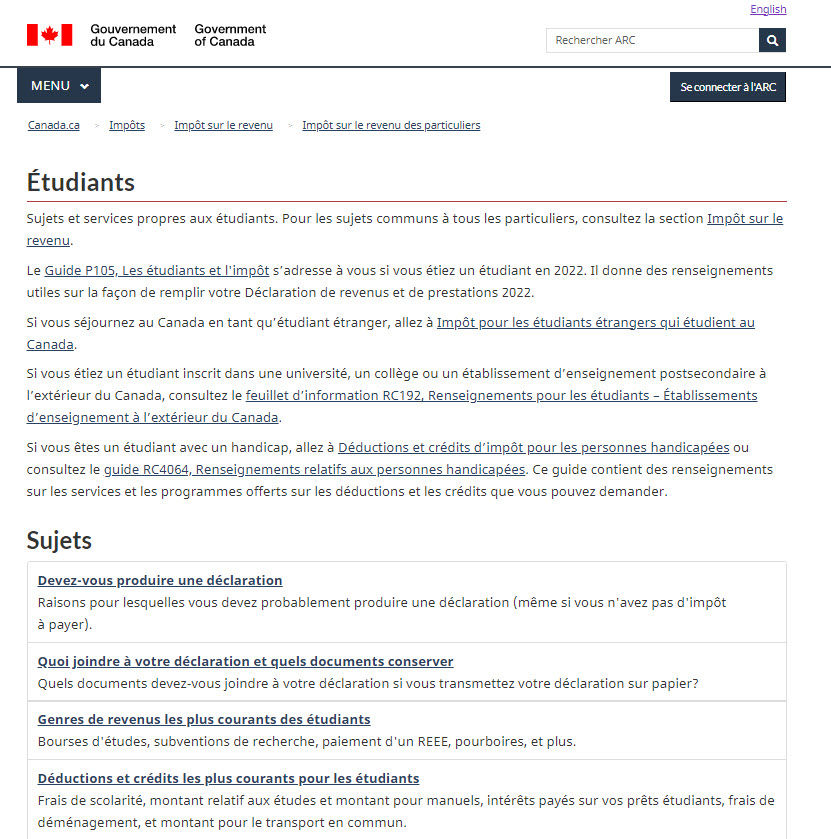 English
Gouvernement
du Canada
Government
of Canada
Rechercher ARC
MENU
Se connecter à l'ARC
Canada.ca > Impôts > Impôt sur le revenu > Impôt sur le revenu des particuliers
Étudiants
Sujets et services propres aux étudiants. Pour les sujets communs à tous les particuliers, consultez la section Impôt sur le
revenu.
Le Guide P105, Les étudiants et l'impôt s’adresse à vous si vous étiez un étudiant en 2022. Il donne des renseignements
utiles sur la façon de remplir votre Déclaration de revenus et de prestations 2022.
Si vous séjournez au Canada en tant qu’étudiant étranger, allez à Impôt pour les étudiants étrangers qui étudient au
Canada.
Si vous étiez un étudiant inscrit dans une université, un collège ou un établissement d’enseignement postsecondaire à
l’extérieur du Canada, consultez le feuillet d’information RC192, Renseignements pour les étudiants – Établissements
d’enseignement à l’extérieur du Canada.
Si vous êtes un étudiant avec un handicap, allez à Déductions et crédits d’impôt pour les personnes handicapées ou
consultez le guide RC4064, Renseignements relatifs aux personnes handicapées. Ce guide contient des renseignements
sur les services et les programmes offerts sur les déductions et les crédits que vous pouvez demander.
Sujets
Devez-vous produire une déclaration
Raisons pour lesquelles vous devez probablement produire une déclaration (même si vous n'avez pas d'impôt
à payer).
Quoi joindre à votre déclaration et quels documents conserver
Quels documents devez-vous joindre à votre déclaration si vous transmettez votre déclaration sur papier?
Genres de revenus les plus courants des étudiants
Bourses d'études, subventions de recherche, paiement d'un REEE, pourboires, et plus.
Déductions et crédits les plus courants pour les étudiants
Frais de scolarité, montant relatif aux études et montant pour manuels, intérêts payés sur vos prêts étudiants, frais de
déménagement, et montant pour le transport en commun.